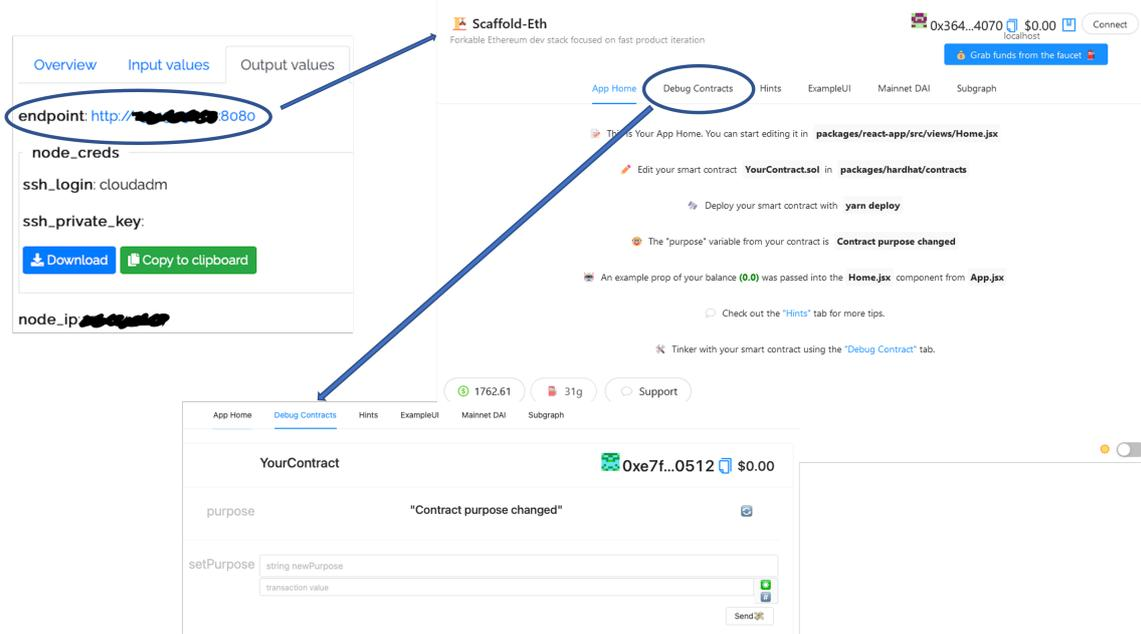 Overview Input values Output values
endpoint: http:// :8080
node_creds
ssh_login: cloudadm
ssh_private_key:
Download Copy to clipboard
node_ip:
Scaffold-Eth
Forkable Ethereum dev stack focused on fast product iteration
0x364...4070 $0.00 Connect
localhost
Grab funds from the faucet
App Home Debug Contracts Hints ExampleUI Mainnet DAI Subgraph
This Is Your App Home. You can start editing it in packages/react-app/src/views/Home.jsx
Edit your smart contract YourContract.sol in packages/hardhat/contracts
Deploy your smart contract with yarn deploy
The "purpose" variable from your contract is Contract purpose changed
An example prop of your balance (0.0) was passed into the Home.jsx component from App.jsx
Check out the "Hints" tab for more tips.
Tinker with your smart contract using the "Debug Contract" tab.
1762.61 31g Support
App Home Debug Contracts Hints ExampleUI Mainnet DAI Subgraph
YourContract 0xe7f...0512 $0.00
purpose "Contract purpose changed"
setPurpose string newPurpose
transaction value
#
Send